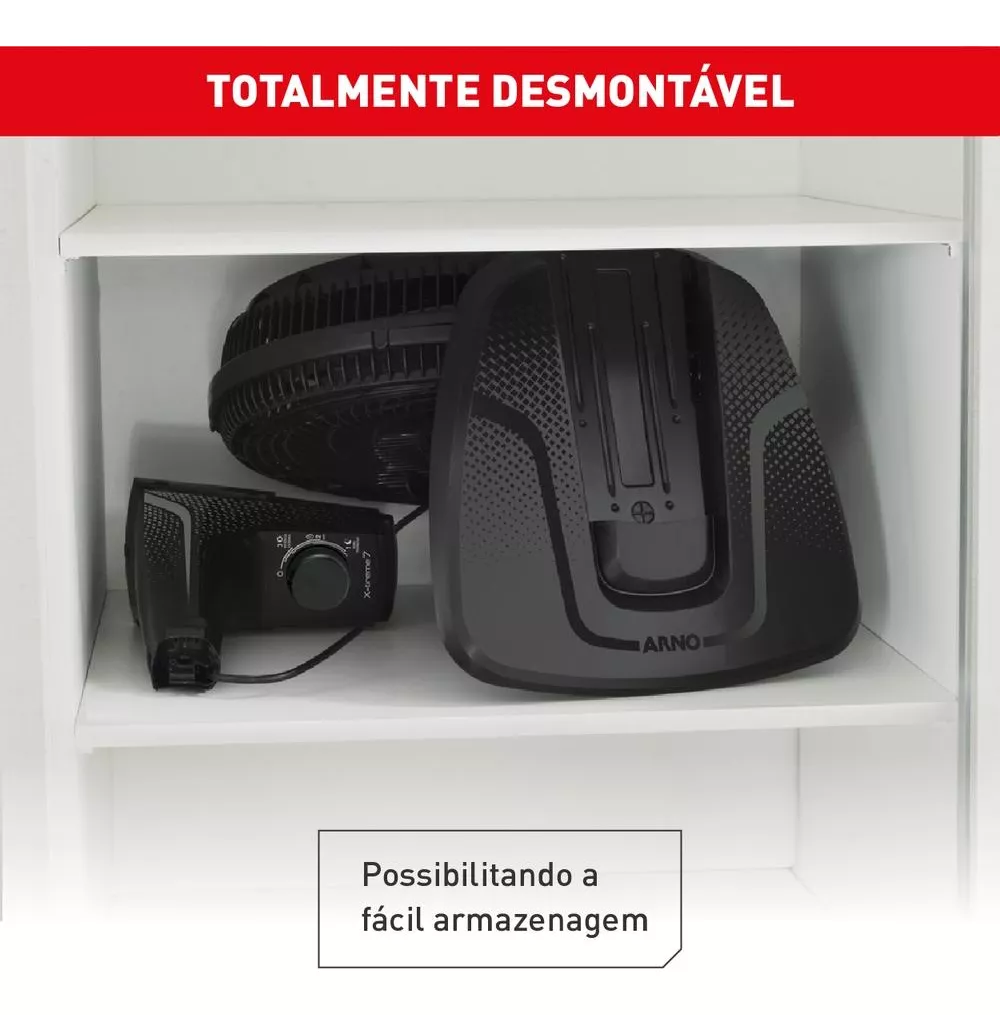 TOTALMENTE DESMONTÁVEL
X-treme 7
ARNO
Possibilitando a
fácil armazenagem